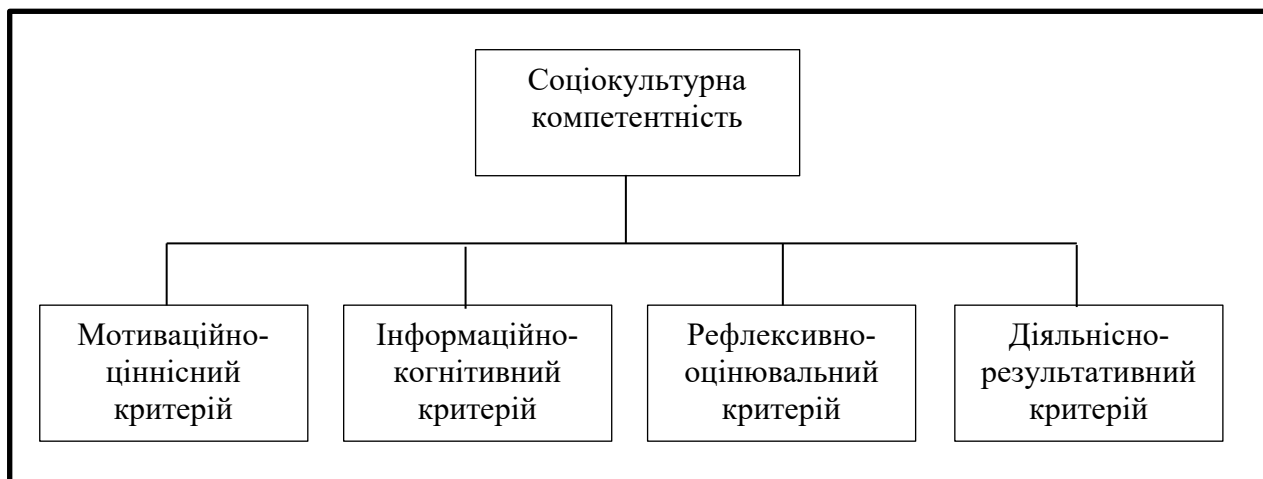 Соціокультурна
компетентність
Мотиваційно-
ціннісний
критерій
Інформаційно-
когнітивний
критерій
Рефлексивно-
оцінювальний
критерій
Діяльнісно-
результативний
критерій